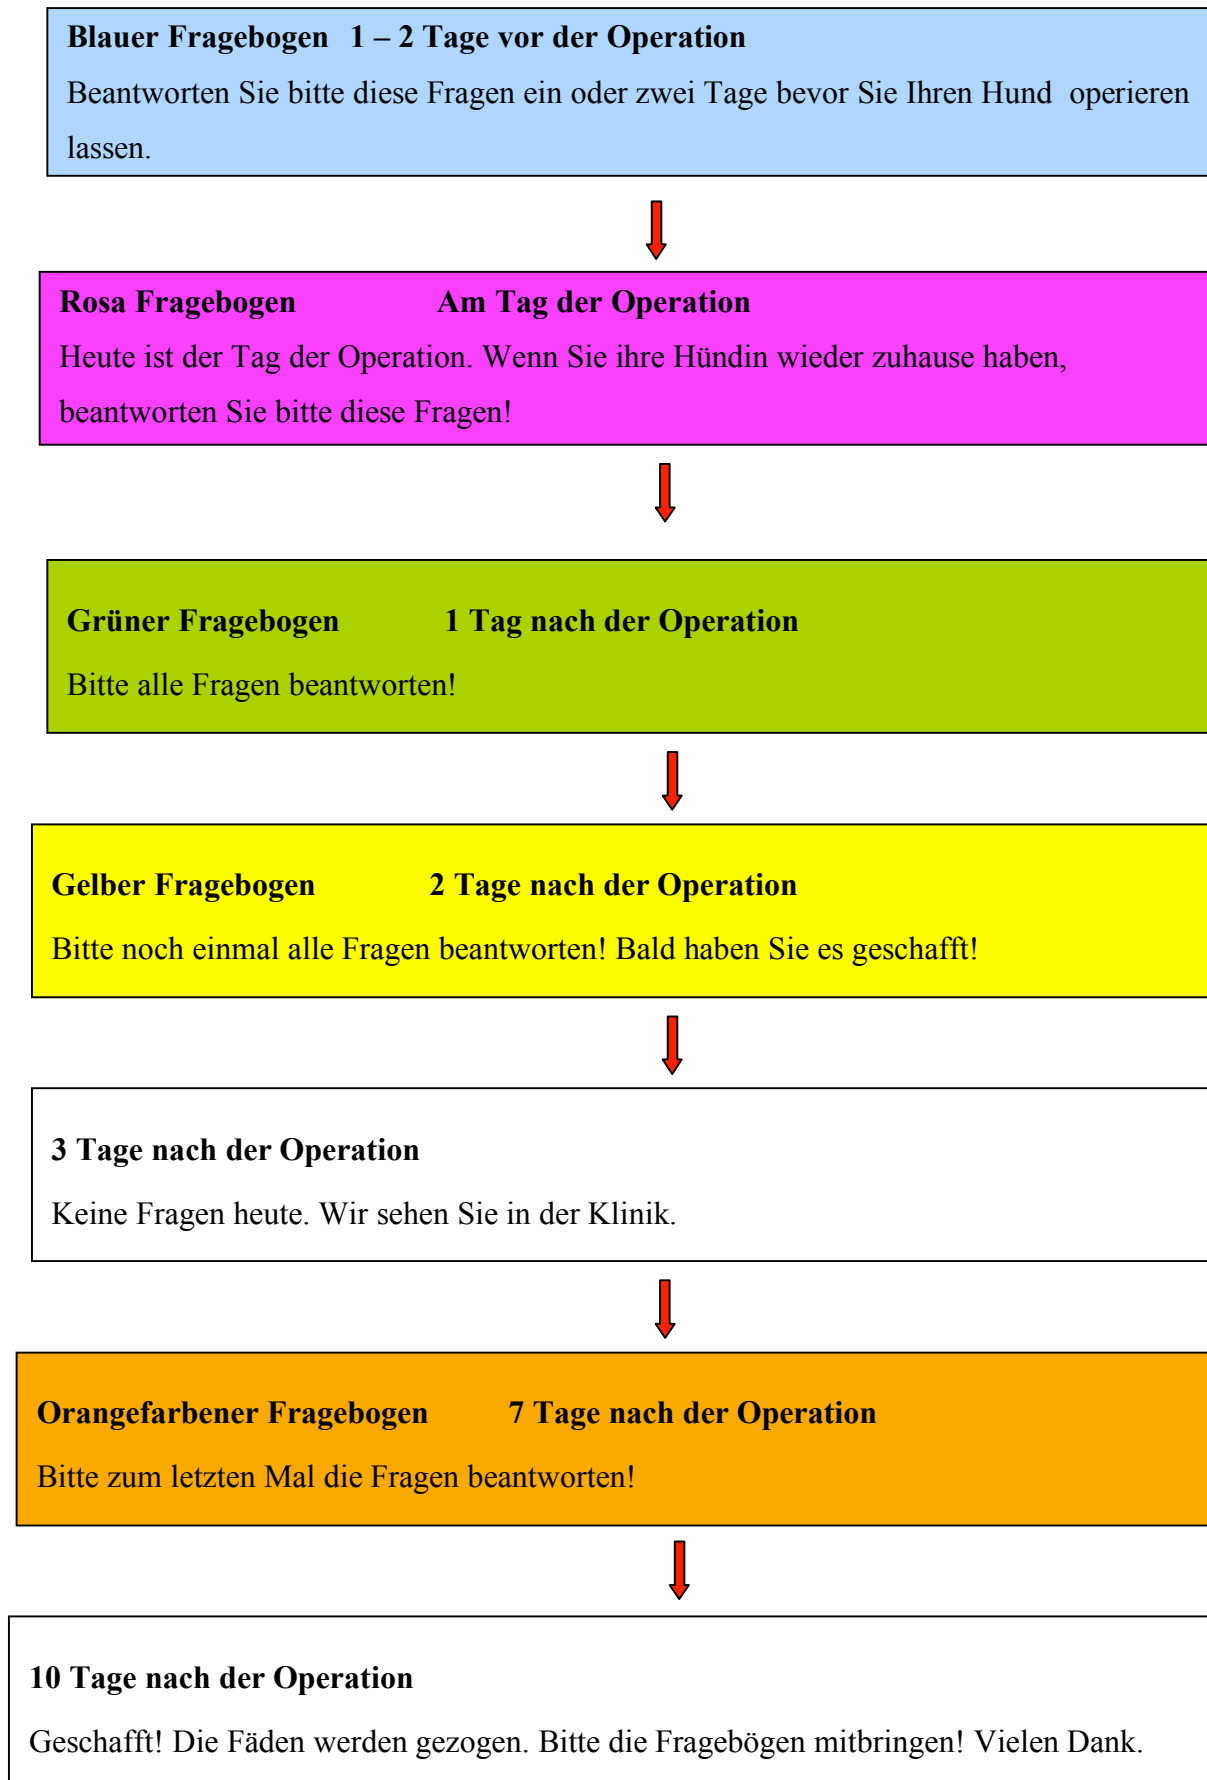 Blauer Fragebogen 1 – 2 Tage vor der Operation
Beantworten Sie bitte diese Fragen ein oder zwei Tage bevor Sie Ihren Hund operieren
lassen.
Rosa Fragebogen Am Tag der Operation
Heute ist der Tag der Operation. Wenn Sie ihre Hündin wieder zuhause haben,
beantworten Sie bitte diese Fragen!
Grüner Fragebogen 1 Tag nach der Operation
Bitte alle Fragen beantworten!
Gelber Fragebogen 2 Tage nach der Operation
Bitte noch einmal alle Fragen beantworten! Bald haben Sie es geschafft!
3 Tage nach der Operation
Keine Fragen heute. Wir sehen Sie in der Klinik.
Orangefarbener Fragebogen 7 Tage nach der Operation
Bitte zum letzten Mal die Fragen beantworten!
10 Tage nach der Operation
Geschafft! Die Fäden werden gezogen. Bitte die Fragebögen mitbringen! Vielen Dank.